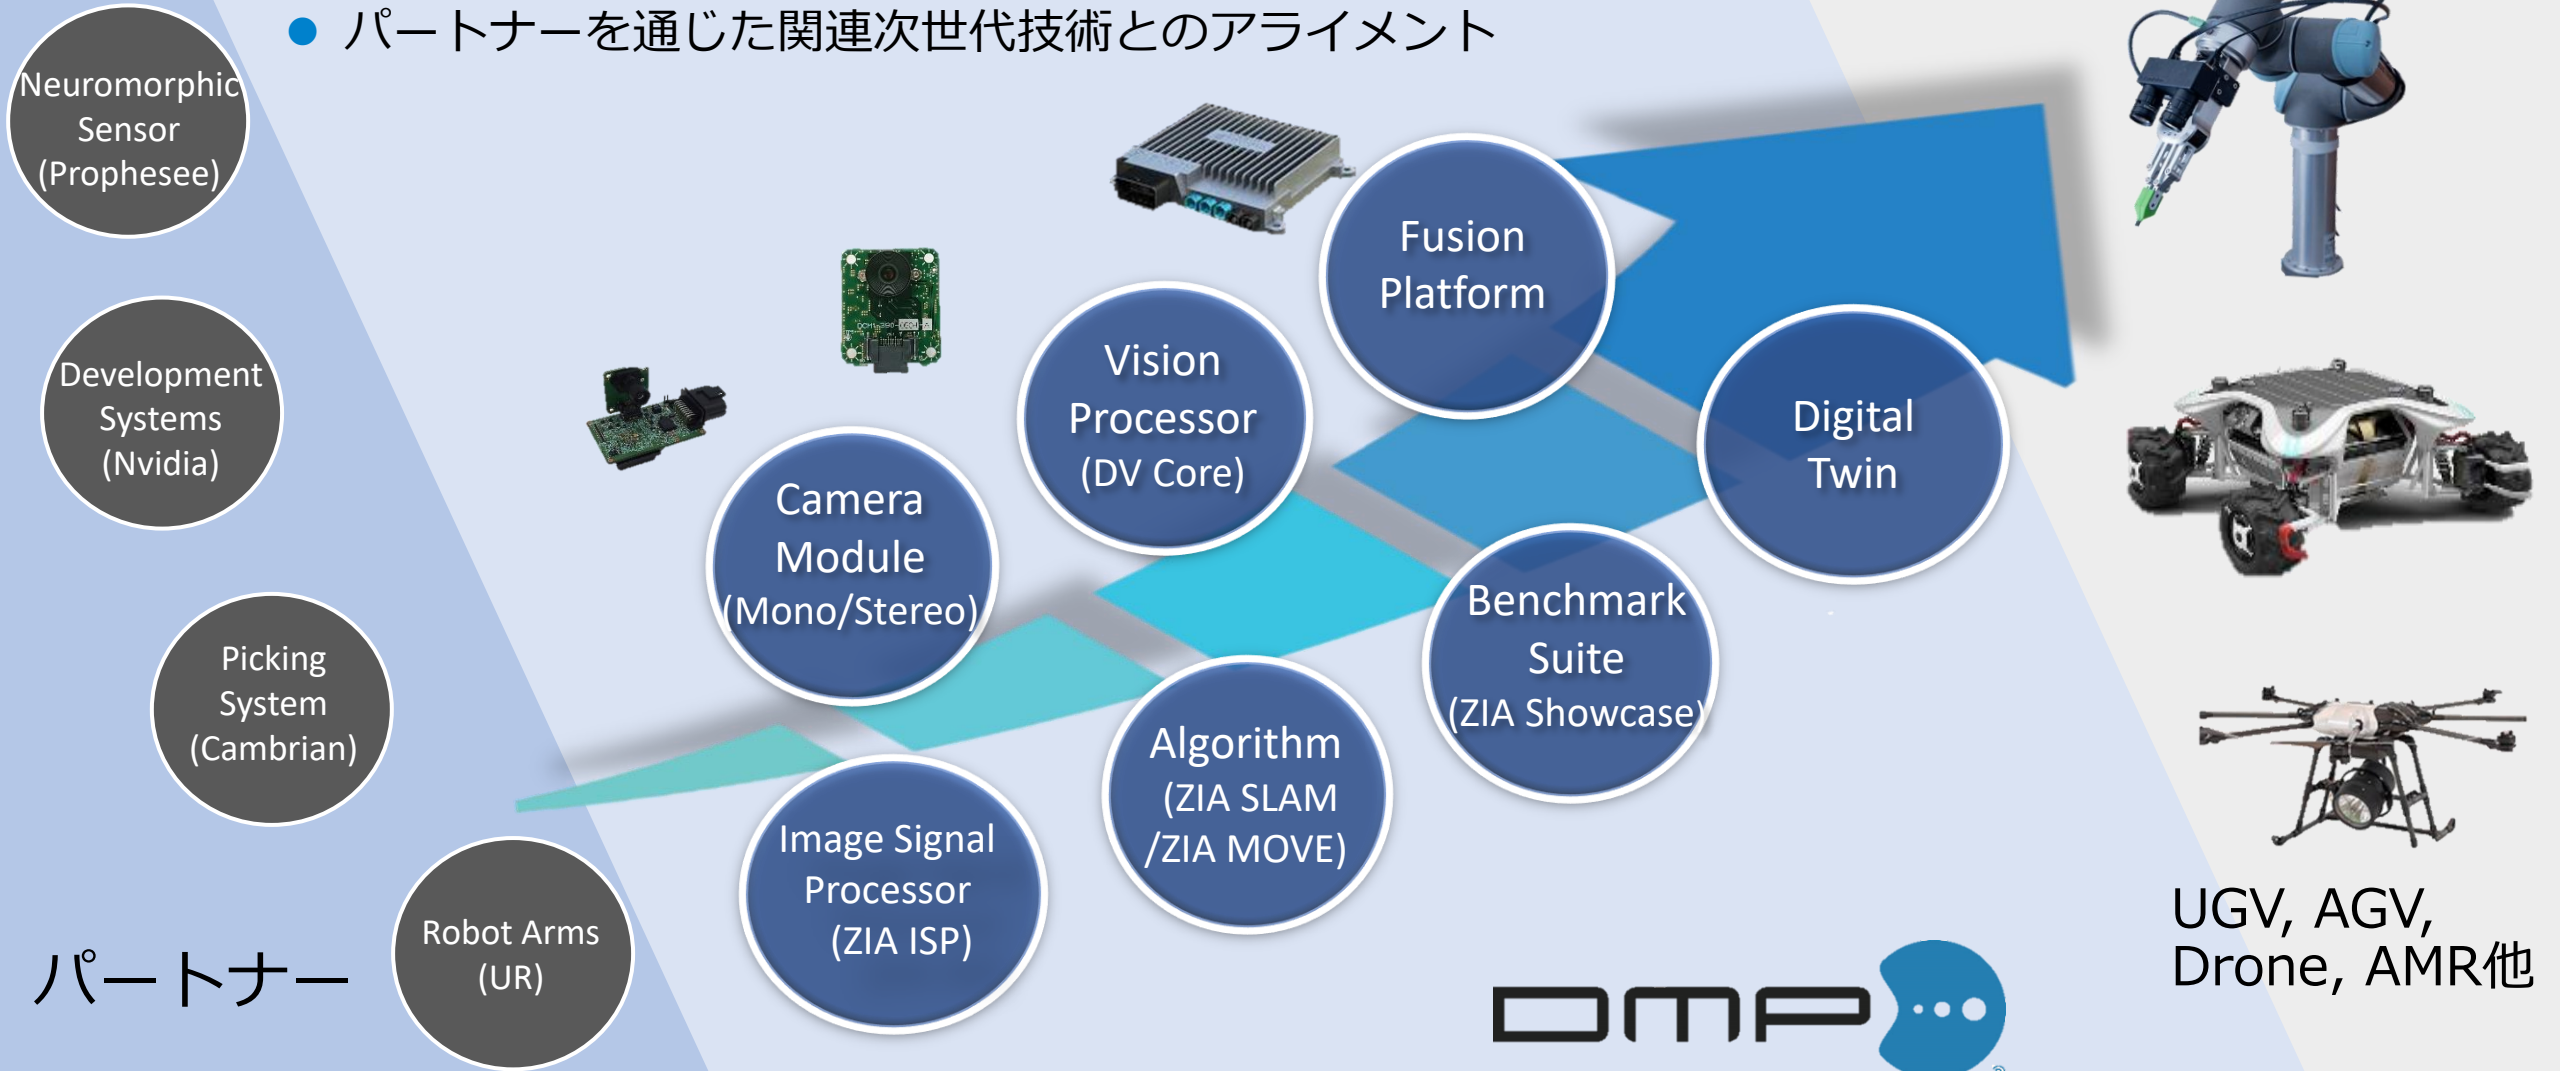 ● パートナーを通じた関連次世代技術とのアライメント
Neuromorphic
Sensor
(Prophesee)
Development
Systems
(Nvidia)
Picking
System
(Cambrian)
Robot Arms
(UR)
パートナー
Camera
Module
(Mono/Stereo)
Vision
Processor
(DV Core)
Fusion
Platform
Image Signal
Processor
(ZIA ISP)
Algorithm
(ZIA SLAM
/ZIA MOVE)
Benchmark
Suite
(ZIA Showcase)
Digital
Twin
UGV, AGV,
Drone, AMR他
DMP